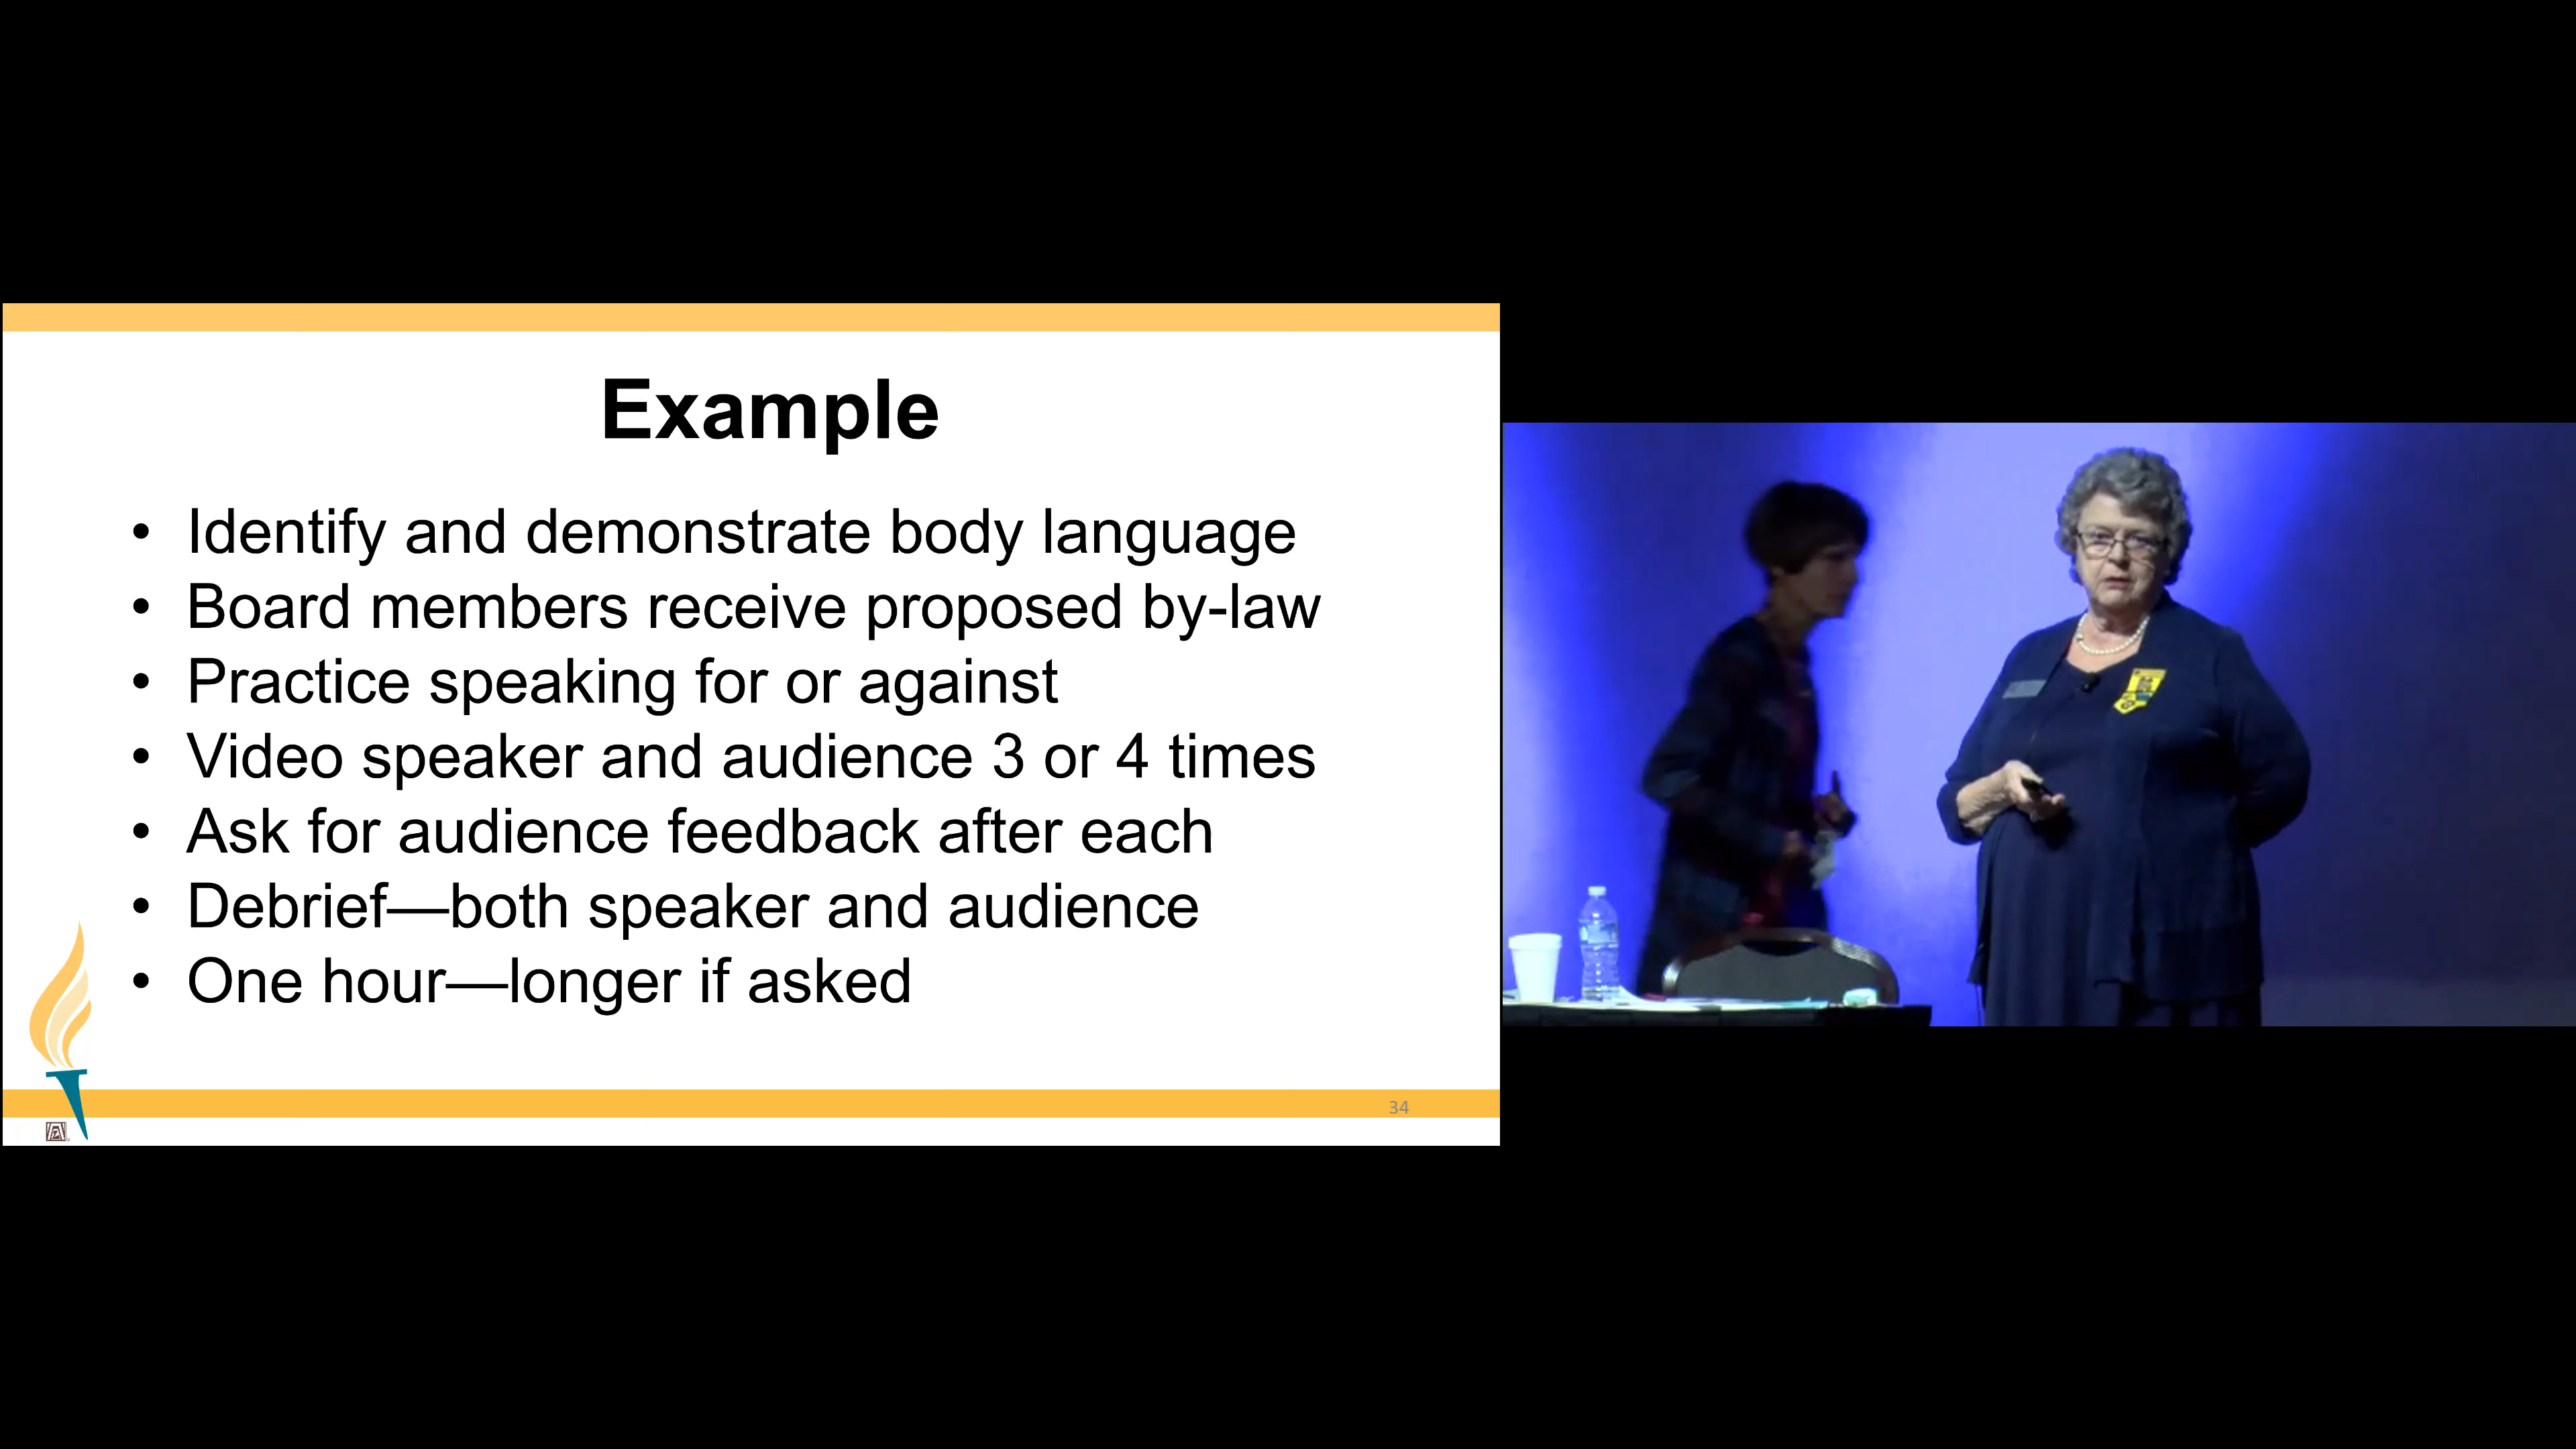 Example
• Identify and demonstrate body language
• Board members receive proposed by-law
• Practice speaking for or against
• Video speaker and audience 3 or 4 times
• Ask for audience feedback after each
• Debrief—both speaker and audience
• One hour—longer if asked
34